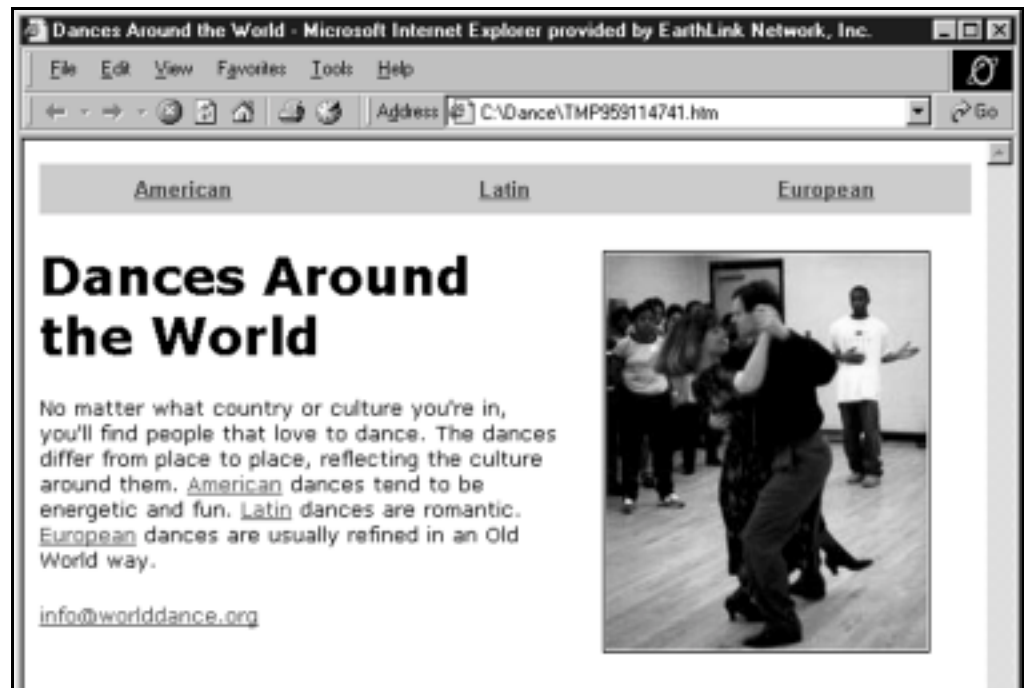 Dances Around the World - Microsoft Internet Explorer provided by EarthLink Network, Inc.
File Edit View Favorites Tools Help
Address C:\Dance\TMP959114741.htm Go
American Latin European
Dances Around
the World
No matter what country or culture you're in,
you'll find people that love to dance. The dances
differ from place to place, reflecting the culture
around them. American dances tend to be
energetic and fun. Latin dances are romantic.
European dances are usually refined in an Old
World way.
info@worlddance.org